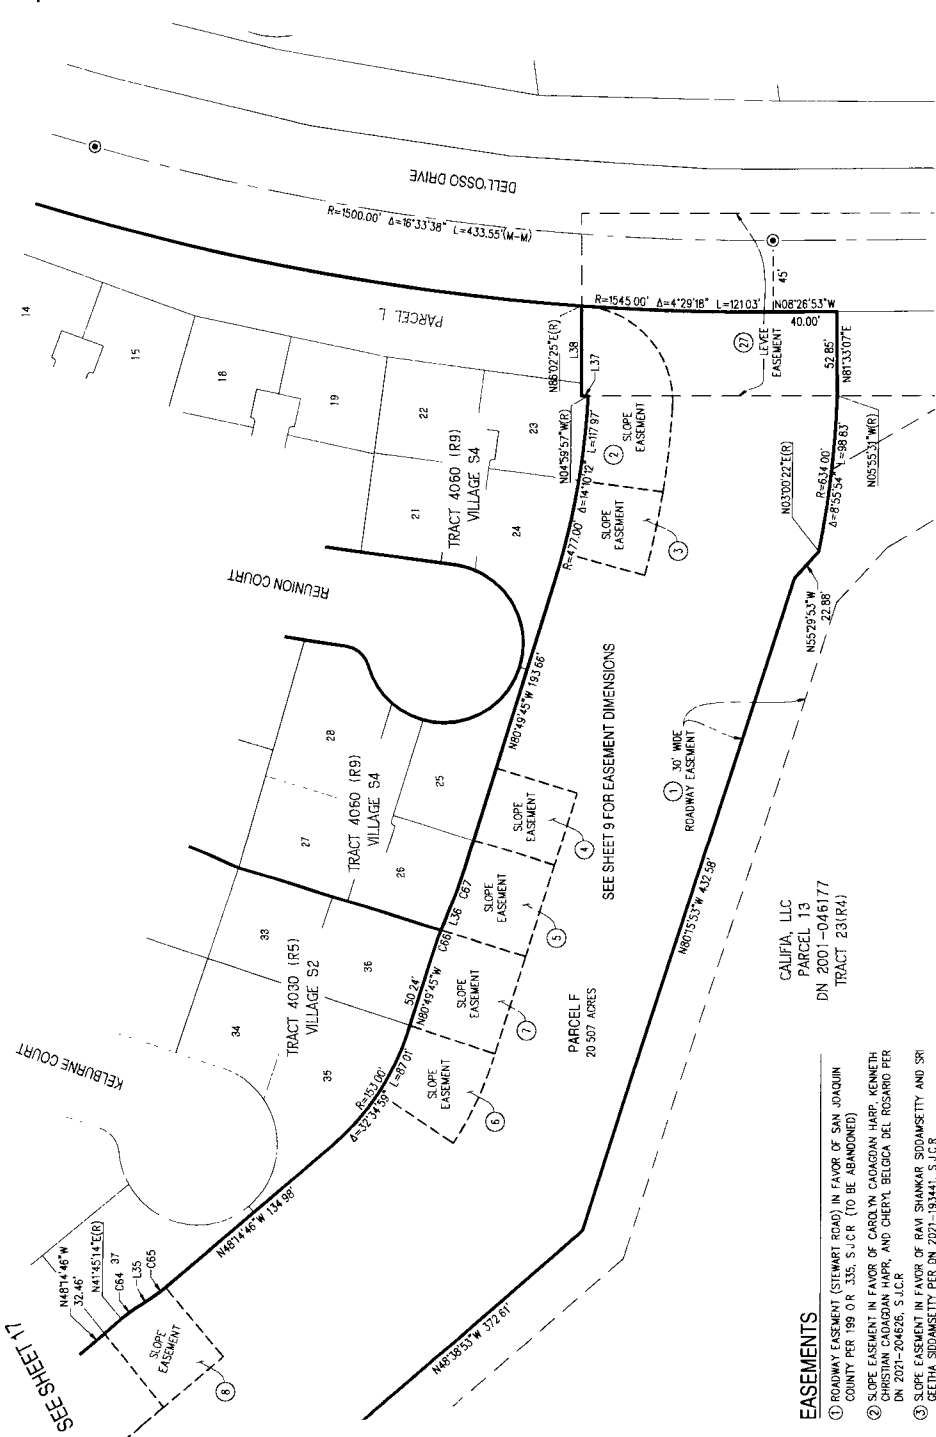 DELL'OSSO DRIVE
R=1500.00' Δ=16°33'38" L=433.55'(M-M)
PARCEL L
R=1545.00' Δ=4°29'18" L=121.03'
N08°26'53"W
40.00'
45'
27
LEVEE
EASEMENT
N86°02'25"E(R)
L38
L37
52.85'
N81°33'07"E
14
15
18
19
22
23
21
24
TRACT 4060 (R9)
VILLAGE S4
N04°59'57"W(R)
R=477.00' Δ=14°10'12" L=117.97'
2
SLOPE
EASEMENT
SLOPE
EASEMENT
3
N03°00'22"E(R)
R=634.00'
Δ=8°55'54" L=98.83'
N05°55'31"W(R)
REUNION COURT
N55°29'53"W
22.88'
N80°49'45"W 193.66'
28
27
25
26
TRACT 4060 (R9)
VILLAGE S4
1 30' WIDE
ROADWAY EASEMENT
SEE SHEET 9 FOR EASEMENT DIMENSIONS
SLOPE
EASEMENT
4
C67
L36
C66
SLOPE
EASEMENT
5
N80°15'53"W 432.58'
33
34
36
35
TRACT 4030 (R5)
VILLAGE S2
50.24'
N80°49'45"W
SLOPE
EASEMENT
7
CALIFIA, LLC
PARCEL 13
DN 2001-046177
TRACT 23(R4)
PARCEL F
20.507 ACRES
KELBURNE COURT
R=153.00'
Δ=32°34'59" L=87.01'
SLOPE
EASEMENT
6
N48°14'46"W 134.98'
N48°14'46"W
32.46'
N41°45'14"E(R)
37
C64
L35
C65
SLOPE
EASEMENT
8
SEE SHEET 17
N48°38'53"W 372.61'
EASEMENTS
1 ROADWAY EASEMENT (STEWART ROAD) IN FAVOR OF SAN JOAQUIN
COUNTY PER 199 O.R. 335, S.J.C.R (TO BE ABANDONED)
2 SLOPE EASEMENT IN FAVOR OF CAROLYN CADAGDAN HARP, KENNETH
CHRISTIAN CADAGDAN HAPR, AND CHERYL BELGICA DEL ROSARIO PER
DN 2021-204626, S.J.C.R
3 SLOPE EASEMENT IN FAVOR OF RAVI SHANKAR SIDDAMSETTY AND SRI
GEETHA SIDDAMSETTY PER DN 2021-193441, S.J.C.R